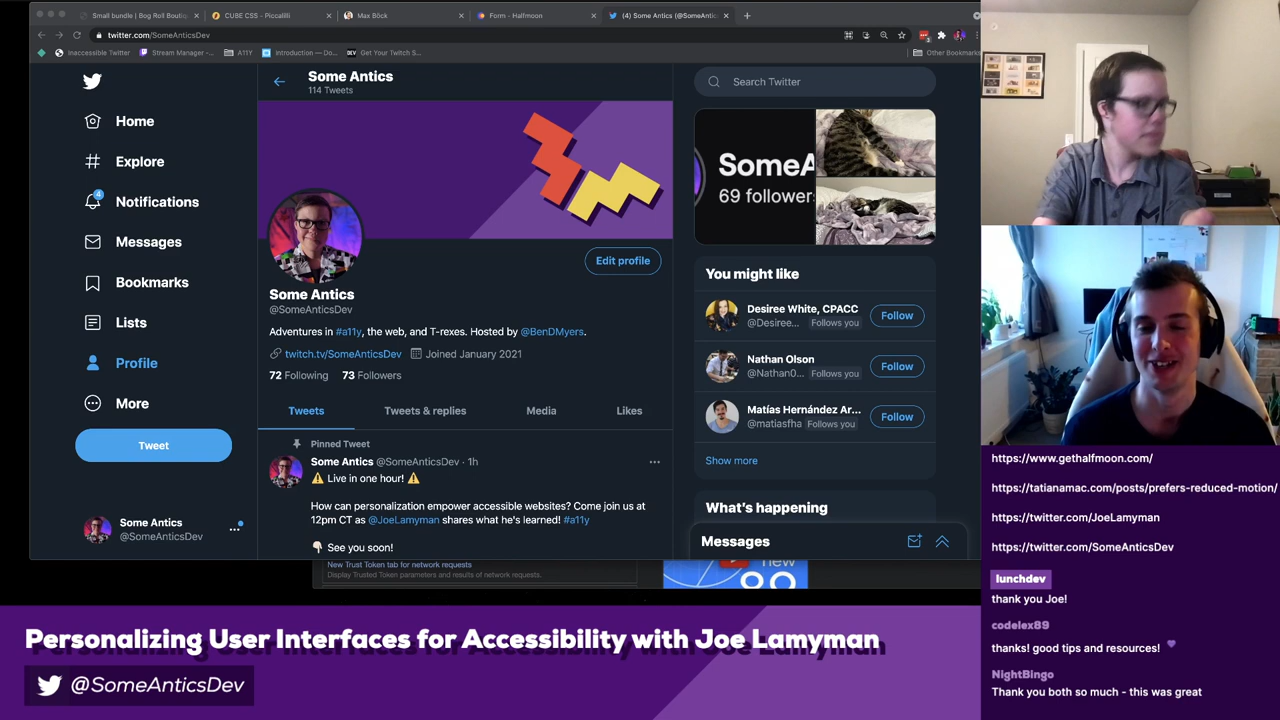 Small bundle | Bog Roll Boutiq
CUBE CSS - Piccalilli
Max Böck
Form - Halfmoon
(4) Some Antics (@SomeAntic
twitter.com/SomeAnticsDev
Inaccessible Twitter
Stream Manager -...
A11Y
Introduction — Do...
DEV
Get Your Twitch S...
Other Bookmarks
Some Antics
114 Tweets
Search Twitter
Home
Explore
4
Notifications
Messages
Bookmarks
Lists
Profile
More
Tweet
Some Antics
@SomeAnticsDev
SomeA
69 follower
Edit profile
Some Antics
@SomeAnticsDev
Adventures in #a11y, the web, and T-rexes. Hosted by @BenDMyers.
twitch.tv/SomeAnticsDev
Joined January 2021
72 Following
73 Followers
Tweets
Tweets & replies
Media
Likes
Pinned Tweet
Some Antics @SomeAnticsDev · 1h
⚠️ Live in one hour! ⚠️
How can personalization empower accessible websites? Come join us at
12pm CT as @JoeLamyman shares what he's learned! #a11y
👇 See you soon!
You might like
Desiree White, CPACC
@Desiree... Follows you
Follow
Nathan Olson
@Nathan0... Follows you
Follow
Matías Hernández Ar...
@matiasfha Follows you
Follow
Show more
What's happening
Messages
New Trust Token tab for network requests
Display Trusted Token parameters and results of network requests.
new
Personalizing User Interfaces for Accessibility with Joe Lamyman
@SomeAnticsDev
https://www.gethalfmoon.com/
https://tatianamac.com/posts/prefers-reduced-motion/
https://twitter.com/JoeLamyman
https://twitter.com/SomeAnticsDev
lunchdev
thank you Joe!
codelex89
thanks! good tips and resources! 💜
NightBingo
Thank you both so much - this was great